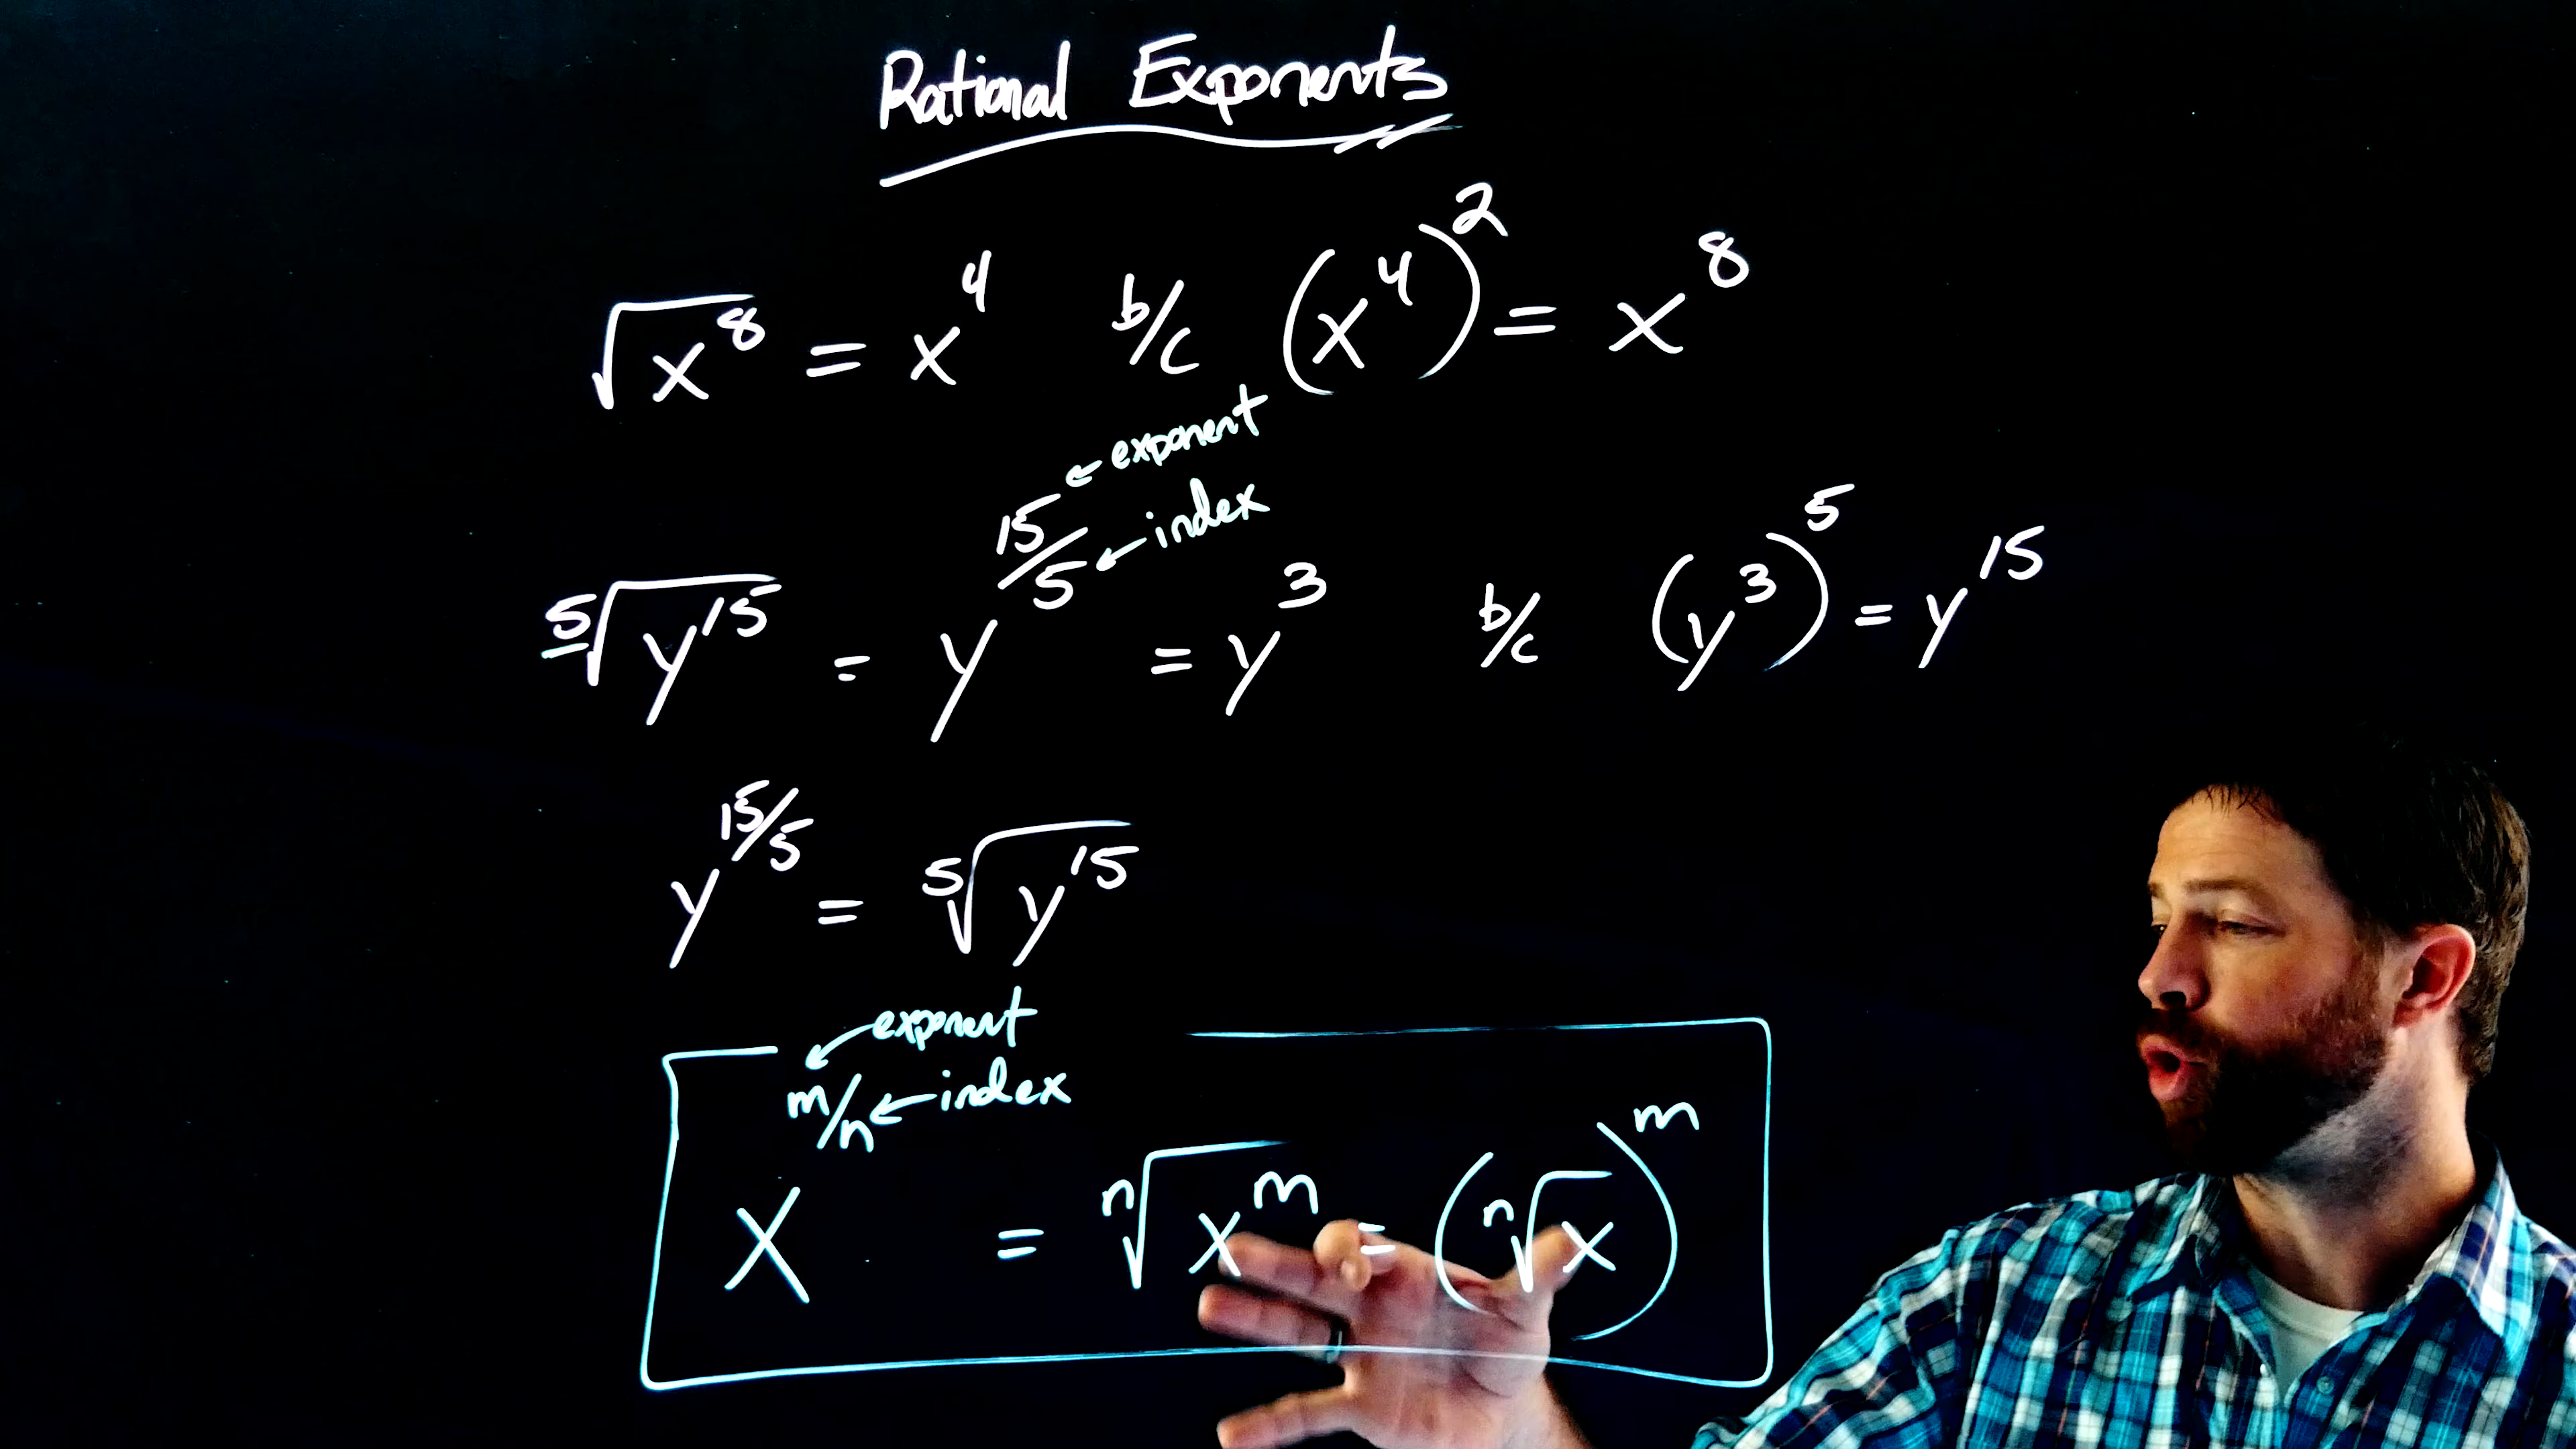 Rational Exponents
√x⁸ = x⁴ b/c (x⁴)² = x⁸
← exponent
← index
⁵√y¹⁵ = y^15/5 = y³ b/c (y³)⁵ = y¹⁵
y^15/5 = ⁵√y¹⁵
exponent
← index
x^m/n = ⁿ√x^m = (ⁿ√x)^m